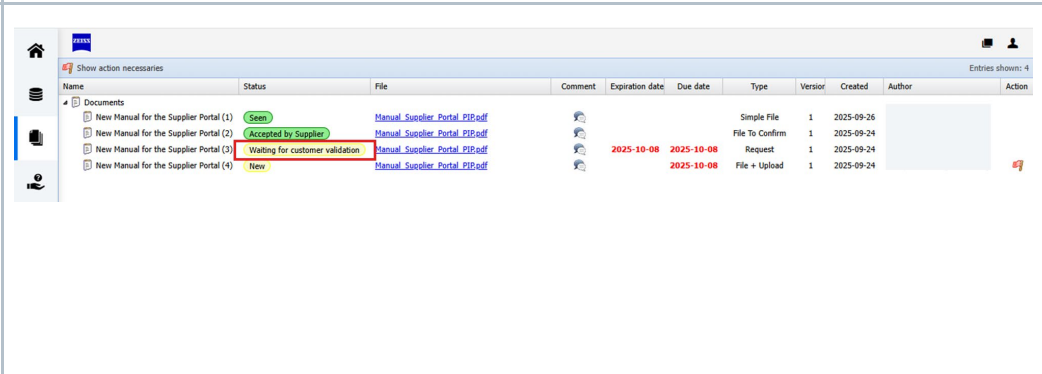 ZEISS
Show action necessaries Entries shown: 4
Name Status File Comment Expiration date Due date Type Version Created Author Action
Documents
New Manual for the Supplier Portal (1) Seen Manual_Supplier_Portal_PIP.pdf Simple File 1 2025-09-26
New Manual for the Supplier Portal (2) Accepted by Supplier Manual_Supplier_Portal_PIP.pdf File To Confirm 1 2025-09-24
New Manual for the Supplier Portal (3) Waiting for customer validation Manual_Supplier_Portal_PIP.pdf 2025-10-08 2025-10-08 Request 1 2025-09-24
New Manual for the Supplier Portal (4) New Manual_Supplier_Portal_PIP.pdf 2025-10-08 File + Upload 1 2025-09-24